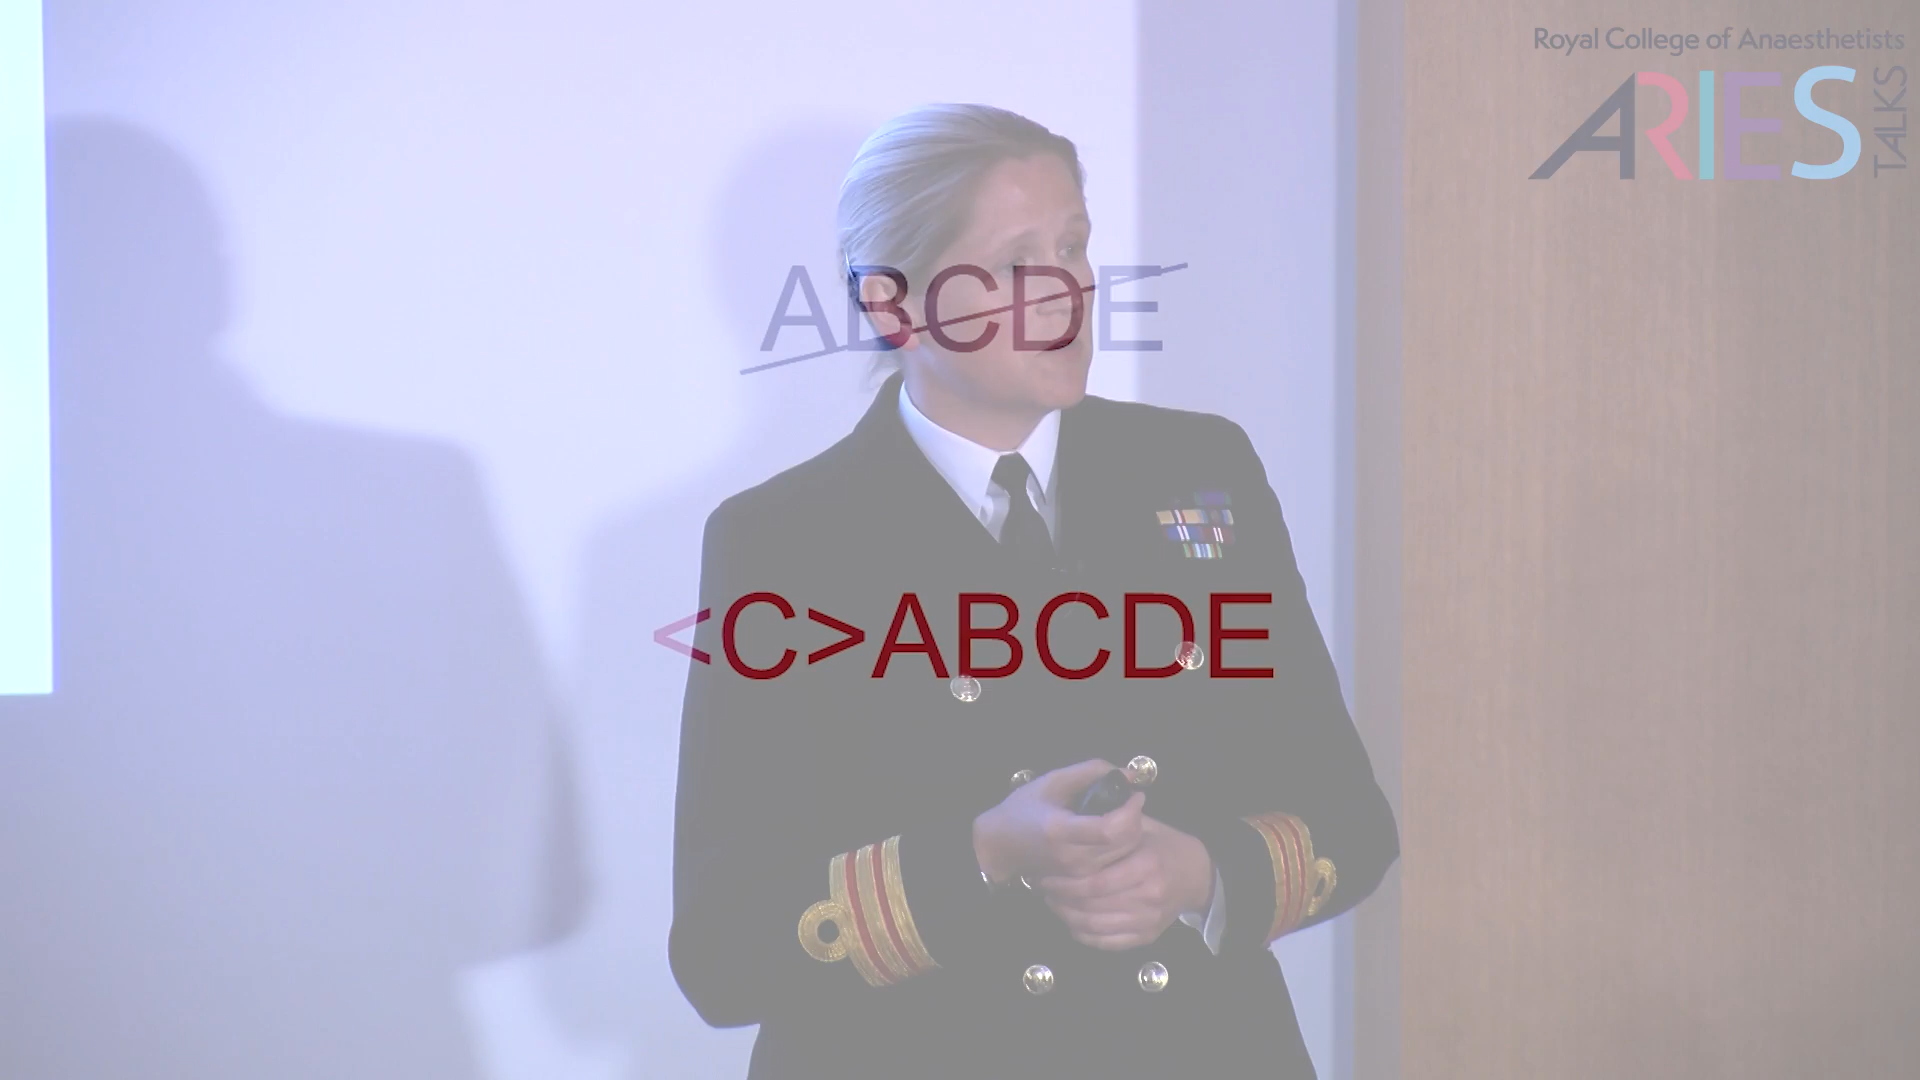 Royal College of Anaesthetists
ARIES
TALKS
ABCDE
<C>ABCDE